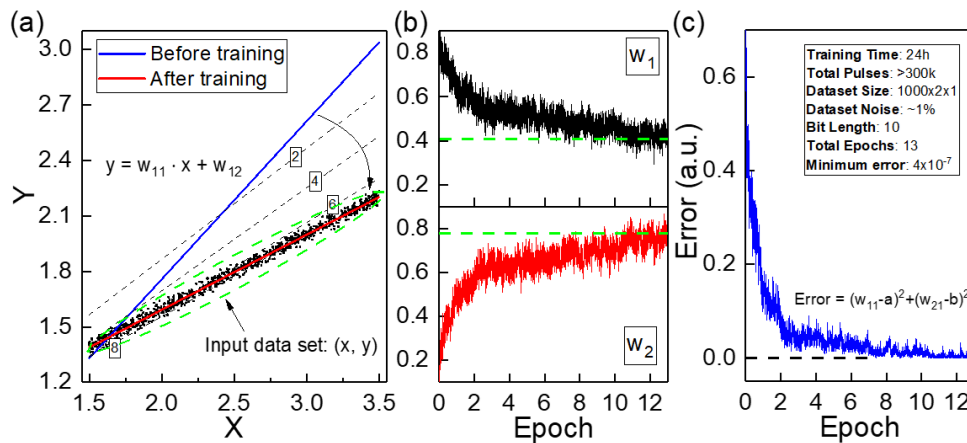 (a)
3.0
2.7
2.4
2.1
1.8
1.5
1.2
Y
Before training
After training
y = w₁₁ · x + w₁₂
2
4
6
8
Input data set: (x, y)
1.5
2.0
2.5
3.0
3.5
X
(b)
0.8
0.6
0.4
0.2
w₁
0.8
0.6
0.4
0.2
w₂
0
2
4
6
8
10
12
Epoch
(c)
Error (a.u.)
0.6
0.4
0.2
0.0
Training Time: 24h
Total Pulses: >300k
Dataset Size: 1000x2x1
Dataset Noise: ~1%
Bit Length: 10
Total Epochs: 13
Minimum error: 4x10⁻⁷
Error = (w₁₁-a)²+(w₂₁-b)²
0
2
4
6
8
10
12
Epoch